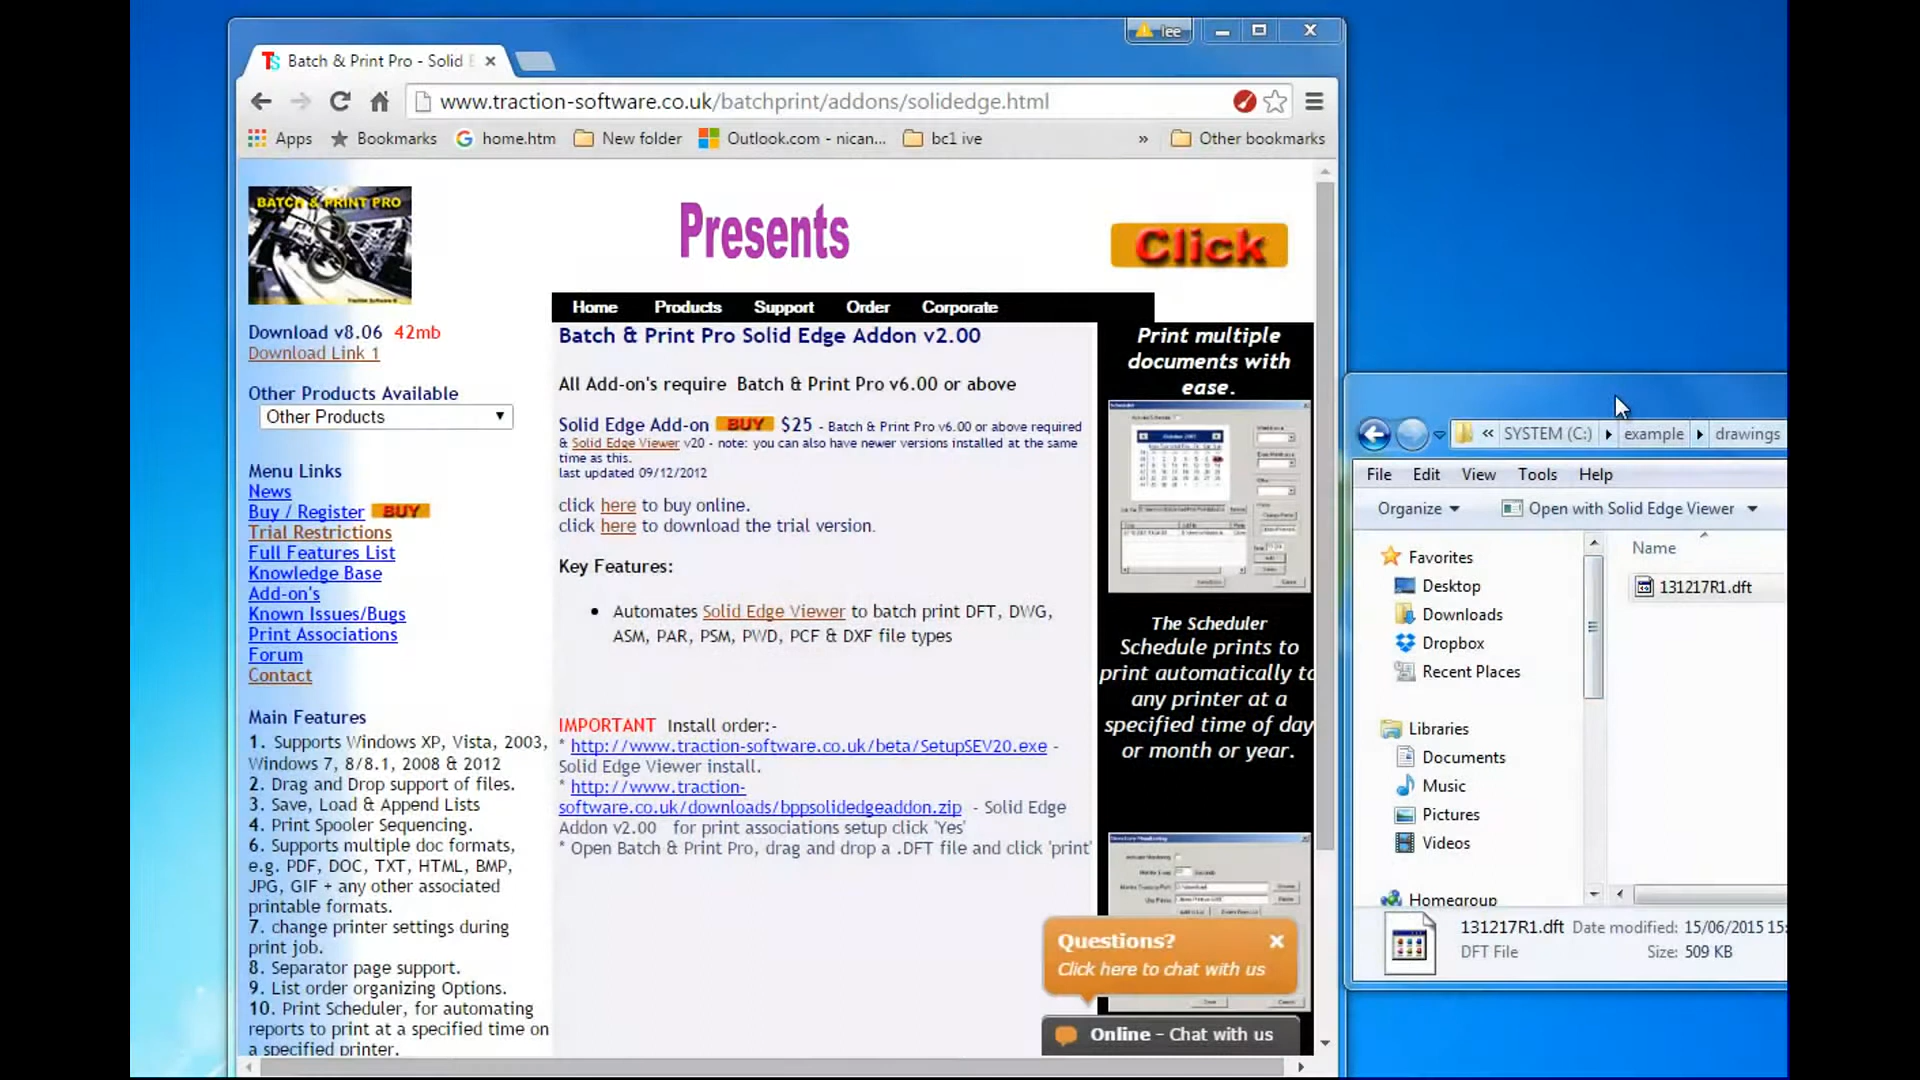 lee
Batch & Print Pro - Solid E
www.traction-software.co.uk/batchprint/addons/solidedge.html
Apps Bookmarks home.htm New folder Outlook.com - nican... bc1 ive » Other bookmarks
BATCH & PRINT PRO
Presents
Click
Home Products Support Order Corporate
Download v8.06 42mb
Download Link 1
Other Products Available
Other Products
Menu Links
News
Buy / Register BUY
Trial Restrictions
Full Features List
Knowledge Base
Add-on's
Known Issues/Bugs
Print Associations
Forum
Contact
Main Features
1. Supports Windows XP, Vista, 2003,
Windows 7, 8/8.1, 2008 & 2012
2. Drag and Drop support of files.
3. Save, Load & Append Lists
4. Print Spooler Sequencing.
6. Supports multiple doc formats,
e.g. PDF, DOC, TXT, HTML, BMP,
JPG, GIF + any other associated
printable formats.
7. change printer settings during
print job.
8. Separator page support.
9. List order organizing Options.
10. Print Scheduler, for automating
reports to print at a specified time on
a specified printer.
Batch & Print Pro Solid Edge Addon v2.00
All Add-on's require Batch & Print Pro v6.00 or above
Solid Edge Add-on BUY $25 - Batch & Print Pro v6.00 or above required
& Solid Edge Viewer v20 - note: you can also have newer versions installed at the same
time as this.
last updated 09/12/2012
click here to buy online.
click here to download the trial version.
Key Features:
• Automates Solid Edge Viewer to batch print DFT, DWG,
ASM, PAR, PSM, PWD, PCF & DXF file types
IMPORTANT Install order:-
* http://www.traction-software.co.uk/beta/SetupSEV20.exe -
Solid Edge Viewer install.
* http://www.traction-
software.co.uk/downloads/bppsolidedgeaddon.zip - Solid Edge
Addon v2.00 for print associations setup click 'Yes'
* Open Batch & Print Pro, drag and drop a .DFT file and click 'print'
Print multiple
documents with
ease.
The Scheduler
Schedule prints to
print automatically to
any printer at a
specified time of day
or month or year.
Questions?
Click here to chat with us
Online - Chat with us
« SYSTEM (C:) example drawings
File Edit View Tools Help
Organize Open with Solid Edge Viewer
Name
131217R1.dft
Favorites
Desktop
Downloads
Dropbox
Recent Places
Libraries
Documents
Music
Pictures
Videos
Homegroup
131217R1.dft Date modified: 15/06/2015 15:
DFT File Size: 509 KB